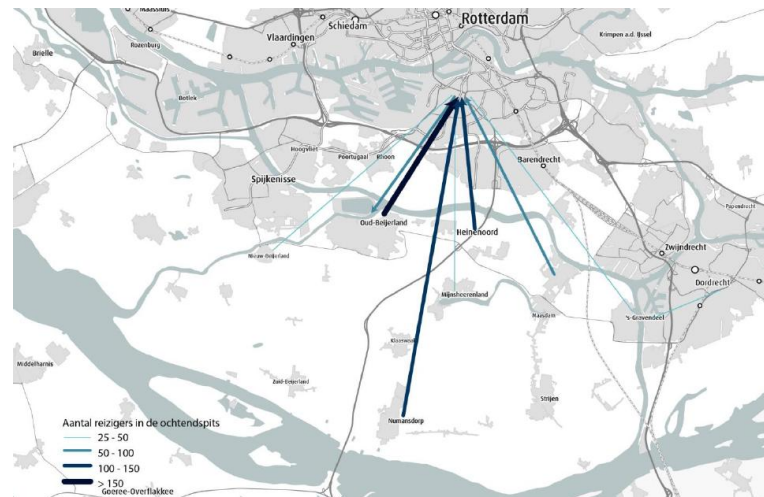 Maassluis
Schiedam
Rotterdam
Vlaardingen
Rozenburg
Krimpen a.d. IJssel
Brielle
Botlek
Hoogvliet
Poortugaal
Rhoon
Barendrecht
Spijkenisse
Papendrecht
Oud-Beijerland
Heinenoord
Zwijndrecht
Nieuw-Beijerland
Dordrecht
Mijnsheerenland
Maasdam
's-Gravendeel
Klaaswaal
Middelharnis
Zuid-Beijerland
Strijen
Numansdorp
Aantal reizigers in de ochtendspits
25 - 50
50 - 100
100 - 150
> 150
Goeree-Overflakkee